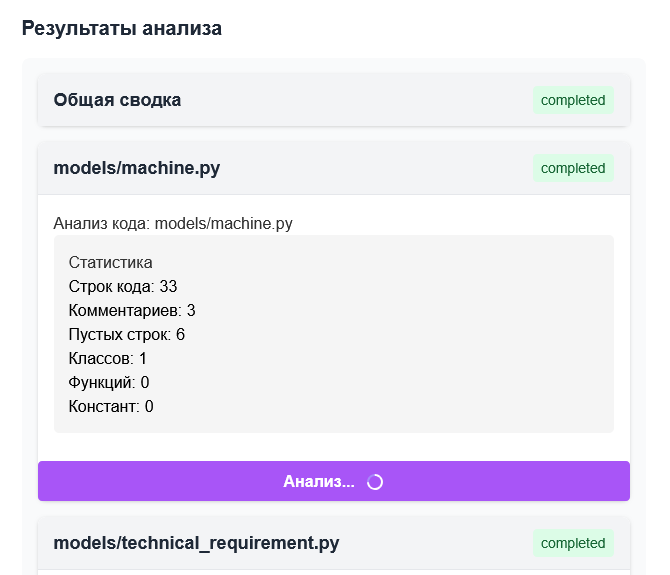 Результаты анализа
Общая сводка completed
models/machine.py completed
Анализ кода: models/machine.py
Статистика
Строк кода: 33
Комментариев: 3
Пустых строк: 6
Классов: 1
Функций: 0
Констант: 0
Анализ...
models/technical_requirement.py completed